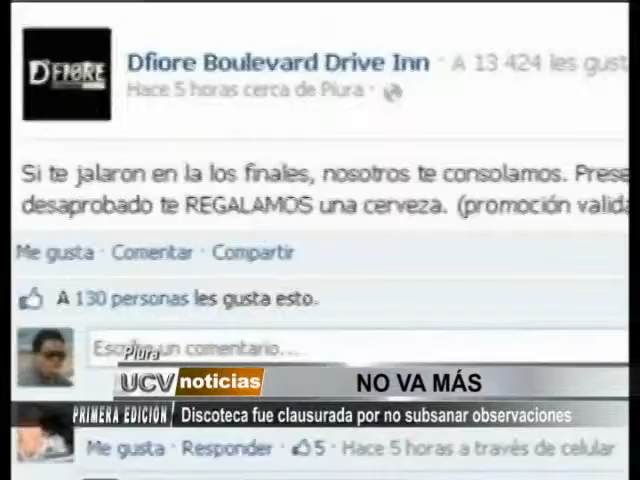 D'FIORE
Dfiore Boulevard Drive Inn · A 13 424 les gust
Hace 5 horas cerca de Piura ·
Si te jalaron en la los finales, nosotros te consolamos. Prese
desaprobado te REGALAMOS una cerveza. (promoción valida
Me gusta · Comentar · Compartir
A 130 personas les gusta esto.
Escribe un comentario...
Piura
UCV noticias NO VA MÁS
PRIMERA EDICIÓN Discoteca fue clausurada por no subsanar observaciones
Me gusta · Responder · 5 · Hace 5 horas a través de celular